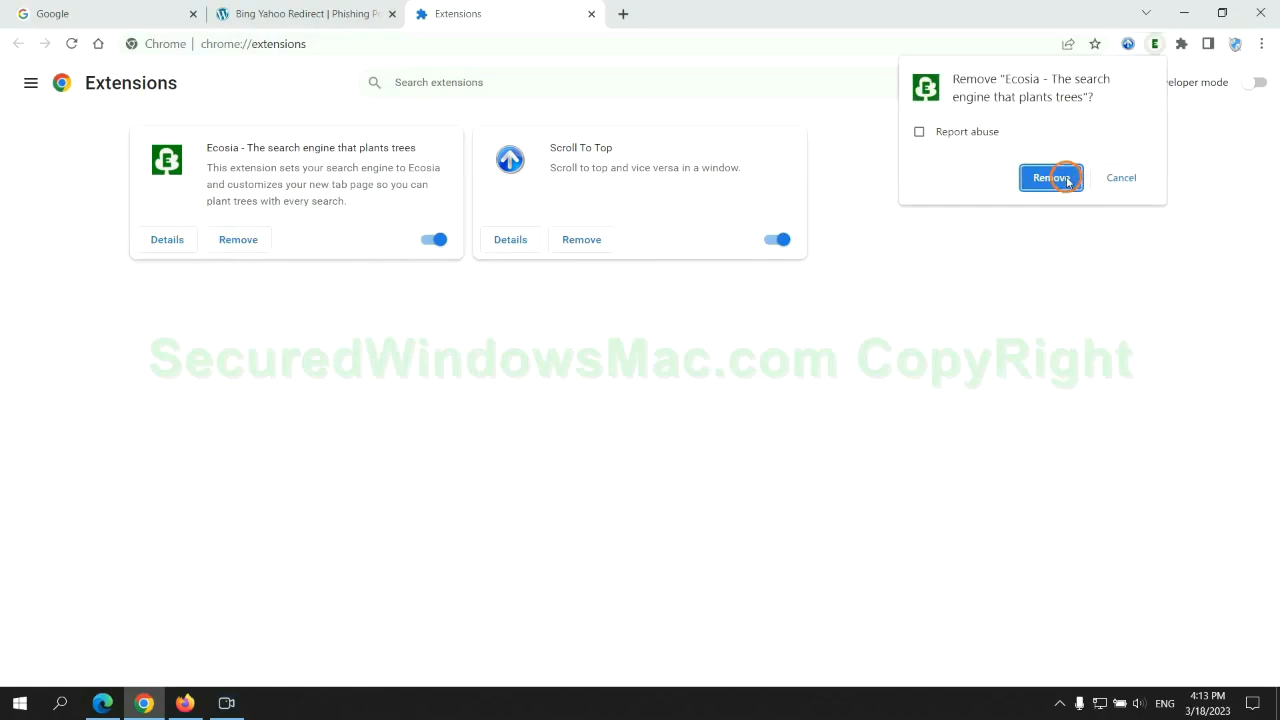 Google
Bing Yahoo Redirect | Phishing P
Extensions
Chrome | chrome://extensions
Extensions
Search extensions
eloper mode
Remove "Ecosia - The search
engine that plants trees"?
Report abuse
Remove
Cancel
Ecosia - The search engine that plants trees
This extension sets your search engine to Ecosia
and customizes your new tab page so you can
plant trees with every search.
Details
Remove
Scroll To Top
Scroll to top and vice versa in a window.
Details
Remove
SecuredWindowsMac.com CopyRight
ENG
4:13 PM
3/18/2023